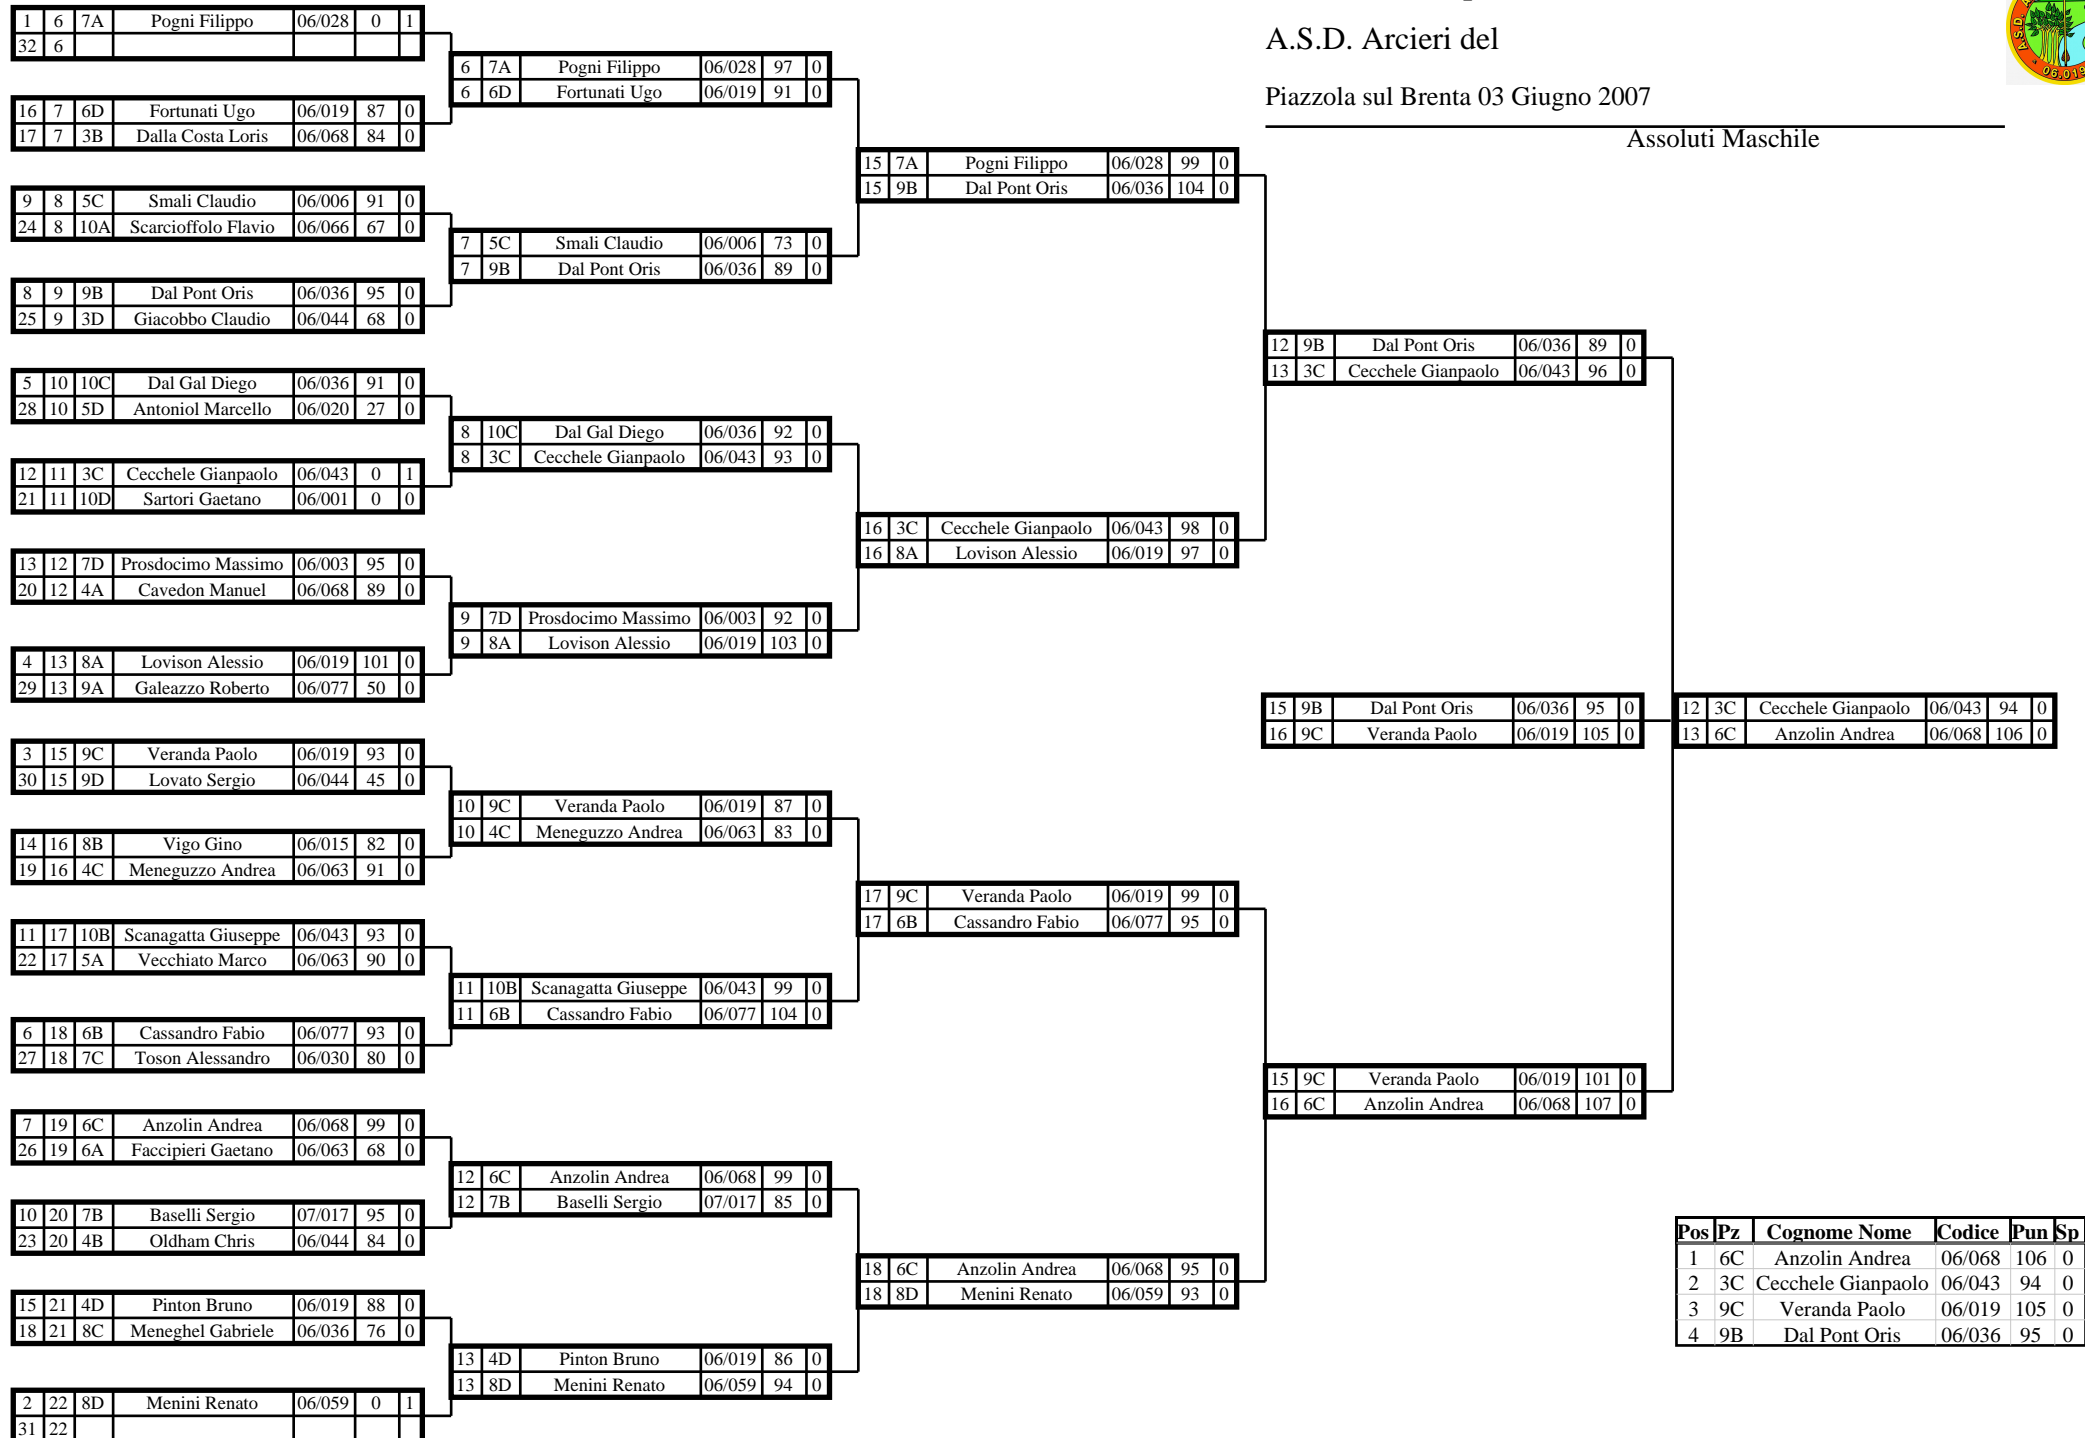 A.S.D. Arcieri del
Piazzola sul Brenta 03 Giugno 2007
Assoluti Maschile
1 6 7A Pogni Filippo 06/028 0 1
32 6
16 7 6D Fortunati Ugo 06/019 87 0
17 7 3B Dalla Costa Loris 06/068 84 0
9 8 5C Smali Claudio 06/006 91 0
24 8 10A Scarcioffolo Flavio 06/066 67 0
8 9 9B Dal Pont Oris 06/036 95 0
25 9 3D Giacobbo Claudio 06/044 68 0
5 10 10C Dal Gal Diego 06/036 91 0
28 10 5D Antoniol Marcello 06/020 27 0
12 11 3C Cecchele Gianpaolo 06/043 0 1
21 11 10D Sartori Gaetano 06/001 0 0
13 12 7D Prosdocimo Massimo 06/003 95 0
20 12 4A Cavedon Manuel 06/068 89 0
4 13 8A Lovison Alessio 06/019 101 0
29 13 9A Galeazzo Roberto 06/077 50 0
3 15 9C Veranda Paolo 06/019 93 0
30 15 9D Lovato Sergio 06/044 45 0
14 16 8B Vigo Gino 06/015 82 0
19 16 4C Meneguzzo Andrea 06/063 91 0
11 17 10B Scanagatta Giuseppe 06/043 93 0
22 17 5A Vecchiato Marco 06/063 90 0
6 18 6B Cassandro Fabio 06/077 93 0
27 18 7C Toson Alessandro 06/030 80 0
7 19 6C Anzolin Andrea 06/068 99 0
26 19 6A Faccipieri Gaetano 06/063 68 0
10 20 7B Baselli Sergio 07/017 95 0
23 20 4B Oldham Chris 06/044 84 0
15 21 4D Pinton Bruno 06/019 88 0
18 21 8C Meneghel Gabriele 06/036 76 0
2 22 8D Menini Renato 06/059 0 1
31 22
6 7A Pogni Filippo 06/028 97 0
6 6D Fortunati Ugo 06/019 91 0
7 5C Smali Claudio 06/006 73 0
7 9B Dal Pont Oris 06/036 89 0
8 10C Dal Gal Diego 06/036 92 0
8 3C Cecchele Gianpaolo 06/043 93 0
9 7D Prosdocimo Massimo 06/003 92 0
9 8A Lovison Alessio 06/019 103 0
10 9C Veranda Paolo 06/019 87 0
10 4C Meneguzzo Andrea 06/063 83 0
11 10B Scanagatta Giuseppe 06/043 99 0
11 6B Cassandro Fabio 06/077 104 0
12 6C Anzolin Andrea 06/068 99 0
12 7B Baselli Sergio 07/017 85 0
13 4D Pinton Bruno 06/019 86 0
13 8D Menini Renato 06/059 94 0
15 7A Pogni Filippo 06/028 99 0
15 9B Dal Pont Oris 06/036 104 0
16 3C Cecchele Gianpaolo 06/043 98 0
16 8A Lovison Alessio 06/019 97 0
17 9C Veranda Paolo 06/019 99 0
17 6B Cassandro Fabio 06/077 95 0
18 6C Anzolin Andrea 06/068 95 0
18 8D Menini Renato 06/059 93 0
12 9B Dal Pont Oris 06/036 89 0
13 3C Cecchele Gianpaolo 06/043 96 0
15 9B Dal Pont Oris 06/036 95 0
16 9C Veranda Paolo 06/019 105 0
15 9C Veranda Paolo 06/019 101 0
16 6C Anzolin Andrea 06/068 107 0
12 3C Cecchele Gianpaolo 06/043 94 0
13 6C Anzolin Andrea 06/068 106 0
Pos Pz Cognome Nome Codice Pun Sp
1 6C Anzolin Andrea 06/068 106 0
2 3C Cecchele Gianpaolo 06/043 94 0
3 9C Veranda Paolo 06/019 105 0
4 9B Dal Pont Oris 06/036 95 0